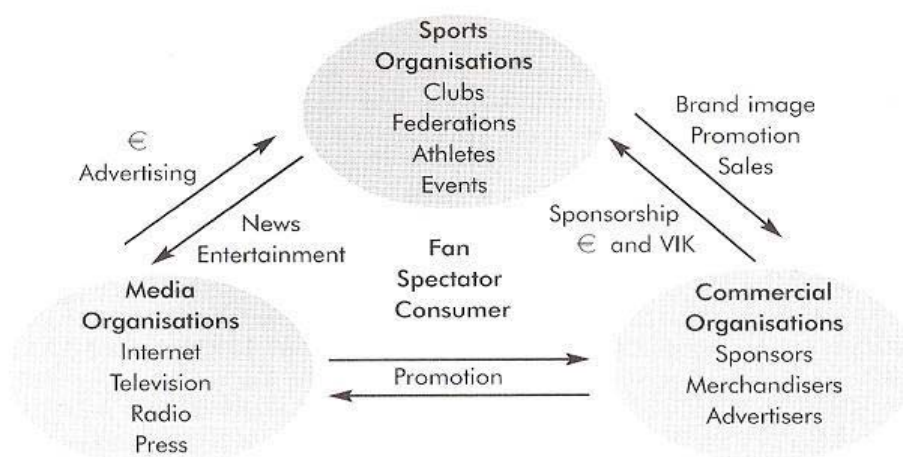 Sports
Organisations
Clubs
Federations
Athletes
Events
€
Advertising
News
Entertainment
Brand image
Promotion
Sales
Sponsorship
€ and VIK
Fan
Spectator
Consumer
Media
Organisations
Internet
Television
Radio
Press
Promotion
Commercial
Organisations
Sponsors
Merchandisers
Advertisers